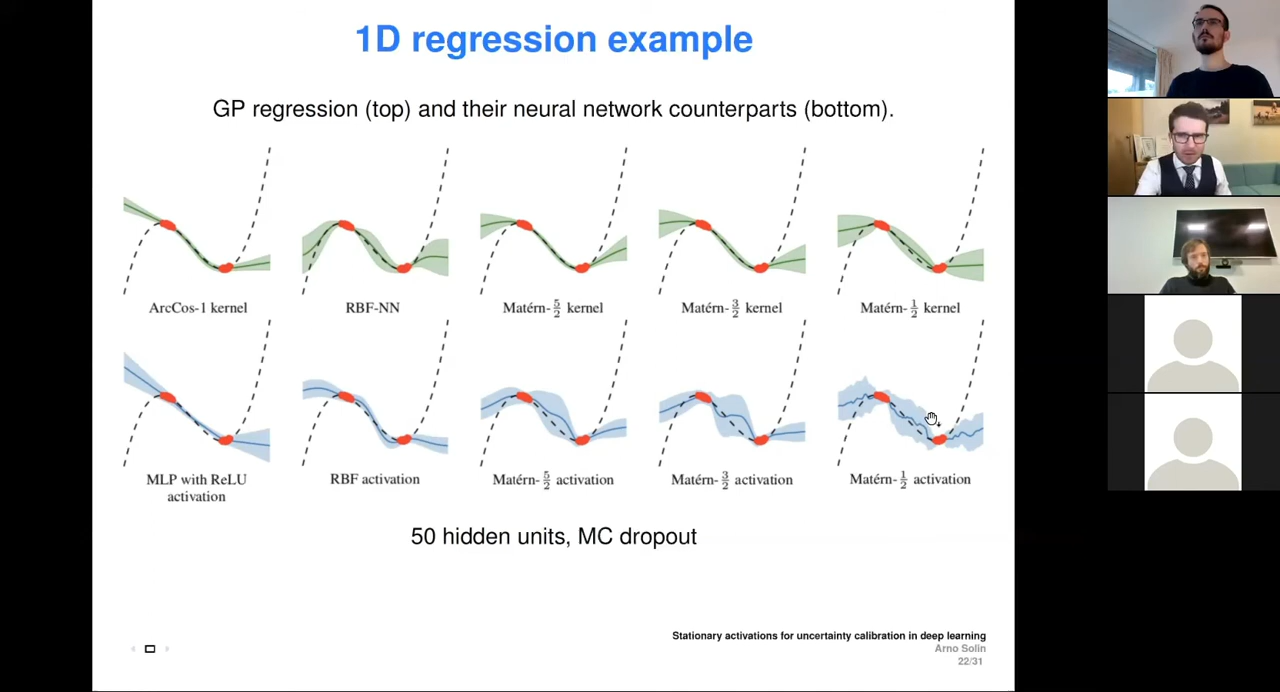 1D regression example
GP regression (top) and their neural network counterparts (bottom).
ArcCos-1 kernel
RBF-NN
Matérn-5/2 kernel
Matérn-3/2 kernel
Matérn-1/2 kernel
MLP with ReLU
activation
RBF activation
Matérn-5/2 activation
Matérn-3/2 activation
Matérn-1/2 activation
50 hidden units, MC dropout
Stationary activations for uncertainty calibration in deep learning
Arno Solin
22/31